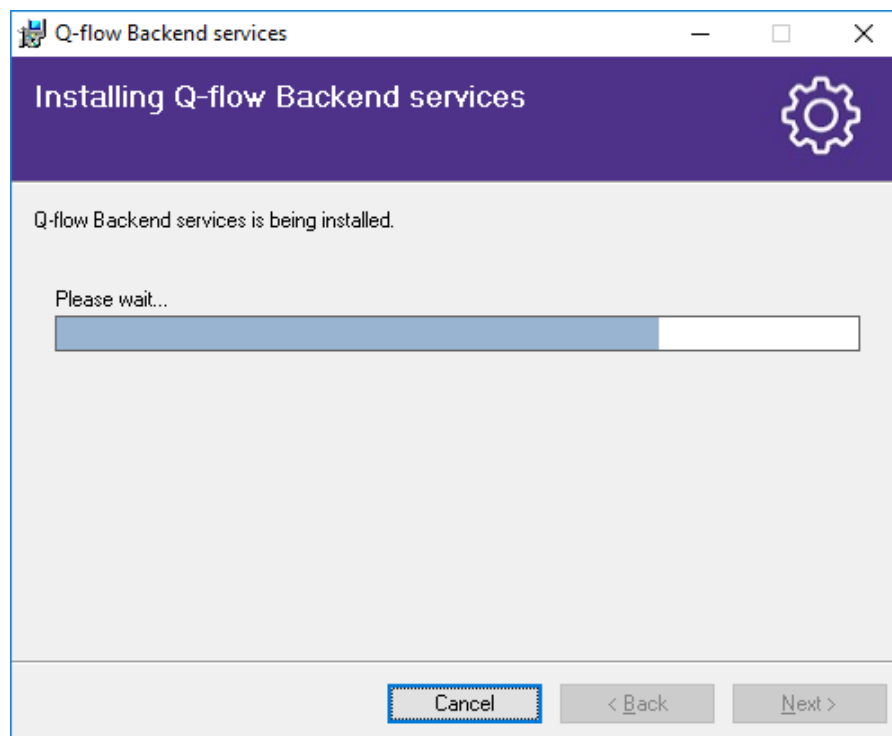 Q-flow Backend services
Installing Q-flow Backend services
Q-flow Backend services is being installed.
Please wait...
Cancel
< Back
Next >